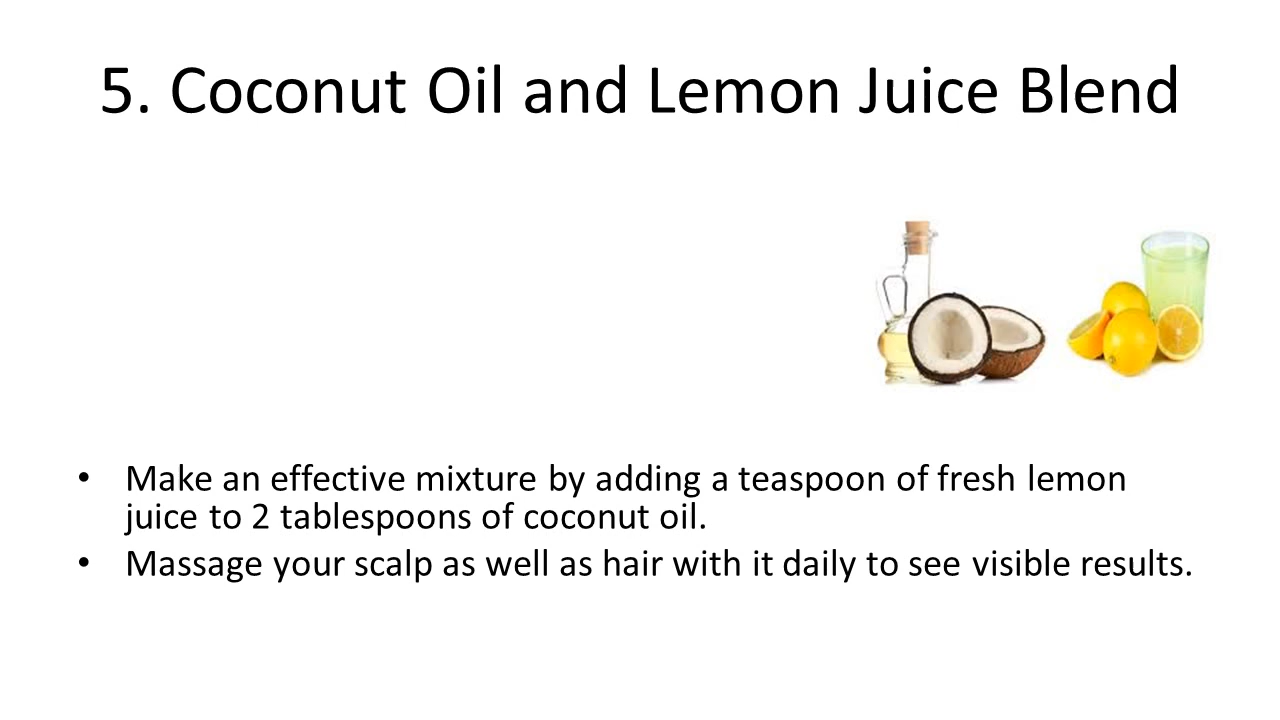 5. Coconut Oil and Lemon Juice Blend
• Make an effective mixture by adding a teaspoon of fresh lemon
juice to 2 tablespoons of coconut oil.
• Massage your scalp as well as hair with it daily to see visible results.